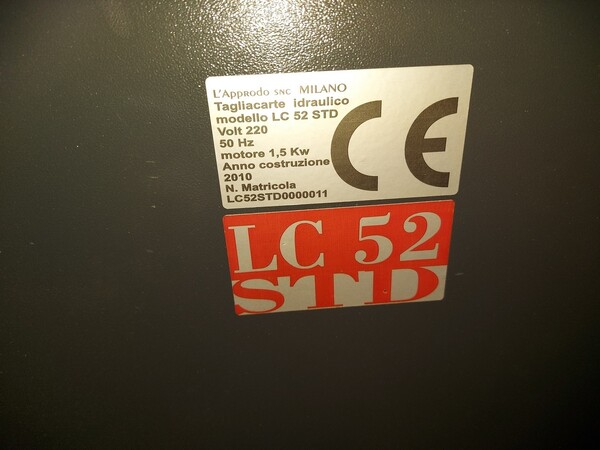 L'Approdo snc MILANO
Tagliacarte idraulico
modello LC 52 STD
Volt 220
50 Hz
motore 1,5 Kw
Anno costruzione
2010
N. Matricola
LC52STD0000011
CE
LC 52
STD